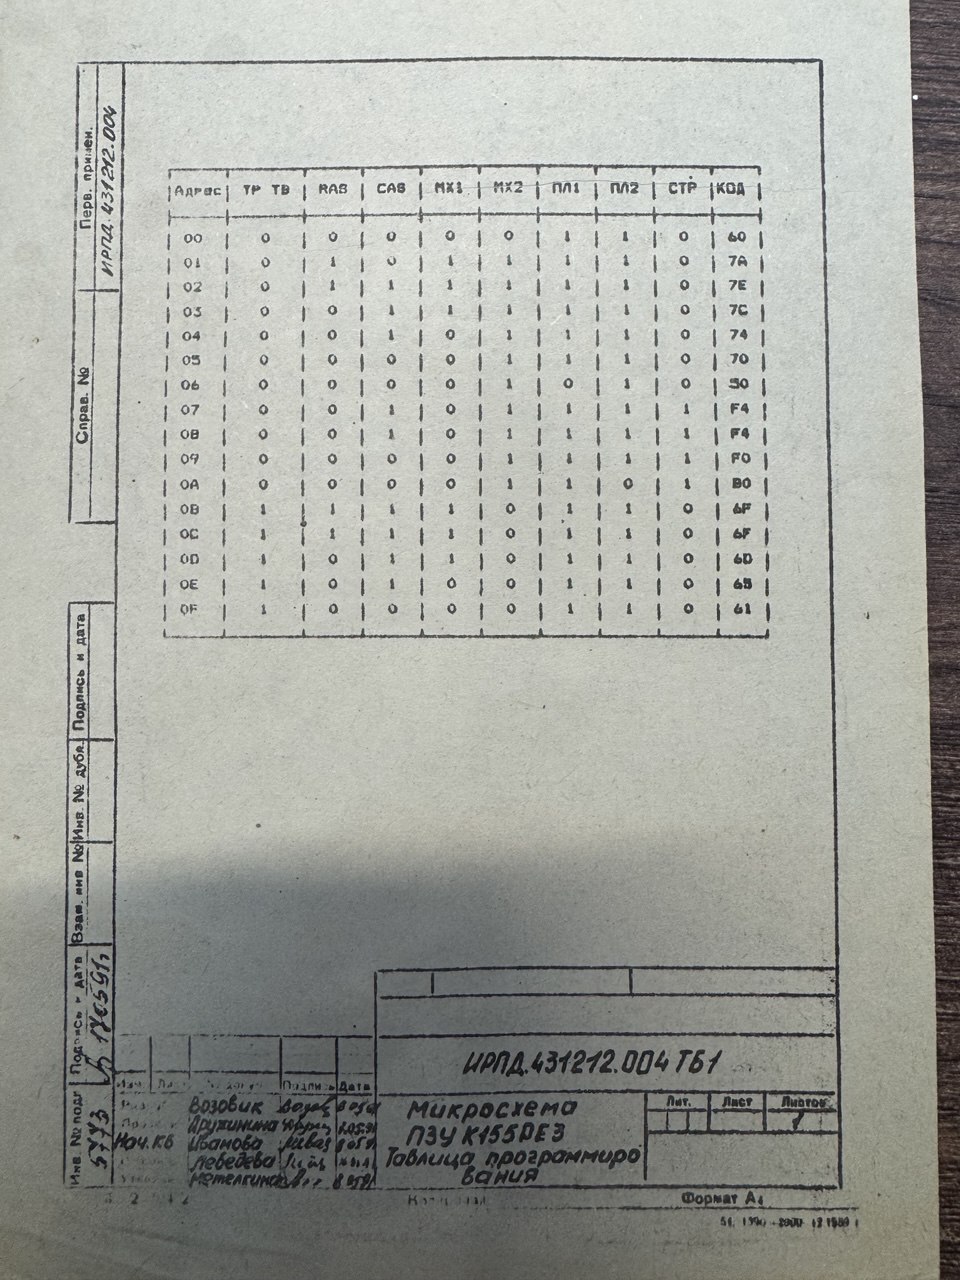 Перв. примен.
ИРПД.431212.004
Справ. №
Подпись и дата
Инв. № дубл.
Взам. инв №
Подпись и дата
170591г.
Инв. № подл
5773
Адрес | ТР ТВ | RAS | CAS | MX1 | MX2 | ПЛ1 | ПЛ2 | СТР | КОД
00 | 0 | 0 | 0 | 0 | 0 | 1 | 1 | 0 | 60
01 | 0 | 1 | 0 | 1 | 1 | 1 | 1 | 0 | 7A
02 | 0 | 1 | 1 | 1 | 1 | 1 | 1 | 0 | 7E
03 | 0 | 0 | 1 | 1 | 1 | 1 | 1 | 0 | 7C
04 | 0 | 0 | 1 | 0 | 1 | 1 | 1 | 0 | 74
05 | 0 | 0 | 0 | 0 | 1 | 1 | 1 | 0 | 70
06 | 0 | 0 | 0 | 0 | 1 | 0 | 1 | 0 | 50
07 | 0 | 0 | 1 | 0 | 1 | 1 | 1 | 1 | F4
08 | 0 | 0 | 1 | 0 | 1 | 1 | 1 | 1 | F4
09 | 0 | 0 | 0 | 0 | 1 | 1 | 1 | 1 | F0
0A | 0 | 0 | 0 | 0 | 1 | 1 | 0 | 1 | B0
0B | 1 | 1 | 1 | 1 | 0 | 1 | 1 | 0 | 6F
0C | 1 | 1 | 1 | 1 | 0 | 1 | 1 | 0 | 6F
0D | 1 | 0 | 1 | 1 | 0 | 1 | 1 | 0 | 6D
0E | 1 | 0 | 1 | 0 | 0 | 1 | 1 | 0 | 65
0F | 1 | 0 | 0 | 0 | 0 | 1 | 1 | 0 | 61
ИРПД.431212.004 ТБ1
Подпись Дата
Возовик
Дружинина
Нач. КБ Иванова
Лебедева
Метелкина
Микросхема
ПЗУ К155РЕ3
Таблица программиро
вания
Лит. Лист Листов
1
Формат А4